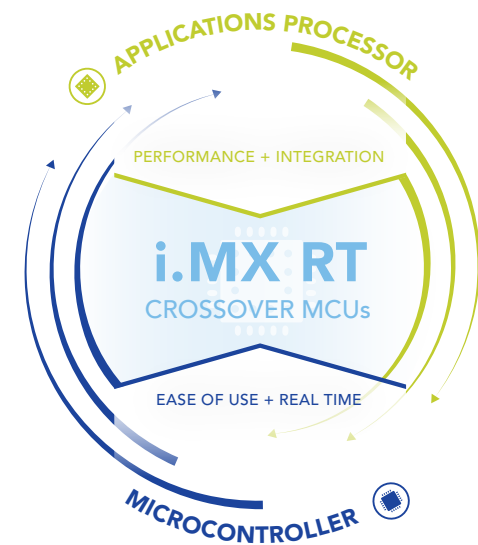 APPLICATIONS PROCESSOR
PERFORMANCE + INTEGRATION
i.MX RT
CROSSOVER MCUs
EASE OF USE + REAL TIME
MICROCONTROLLER